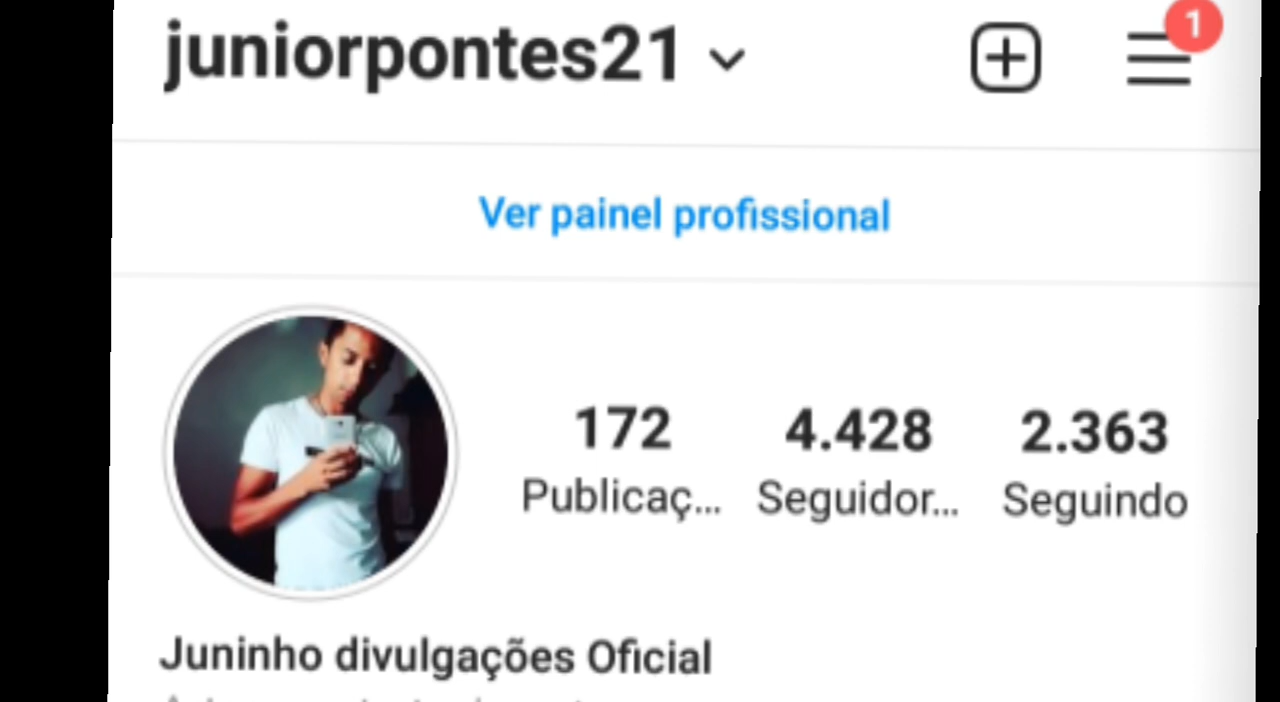 juniorpontes21
1
Ver painel profissional
172 4.428 2.363
Publicaç... Seguidor... Seguindo
Juninho divulgações Oficial